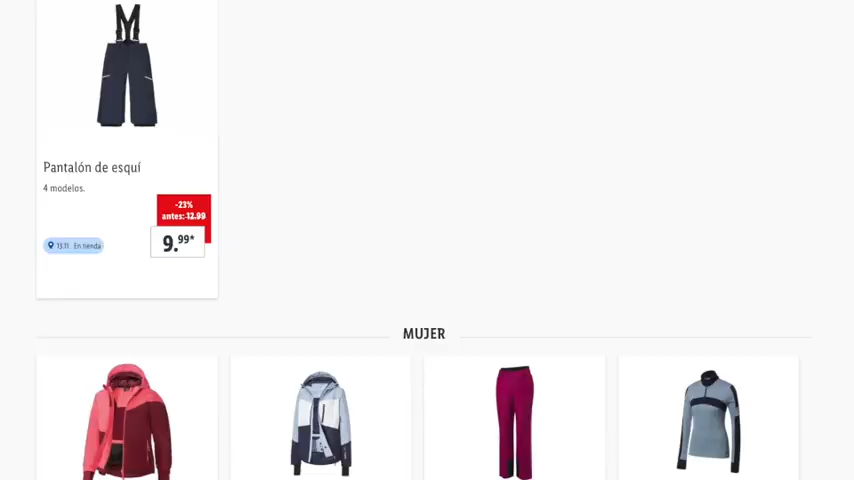 Pantalón de esquí
4 modelos.
-23%
antes: 12.99
9.99*
13.11. En tienda
MUJER